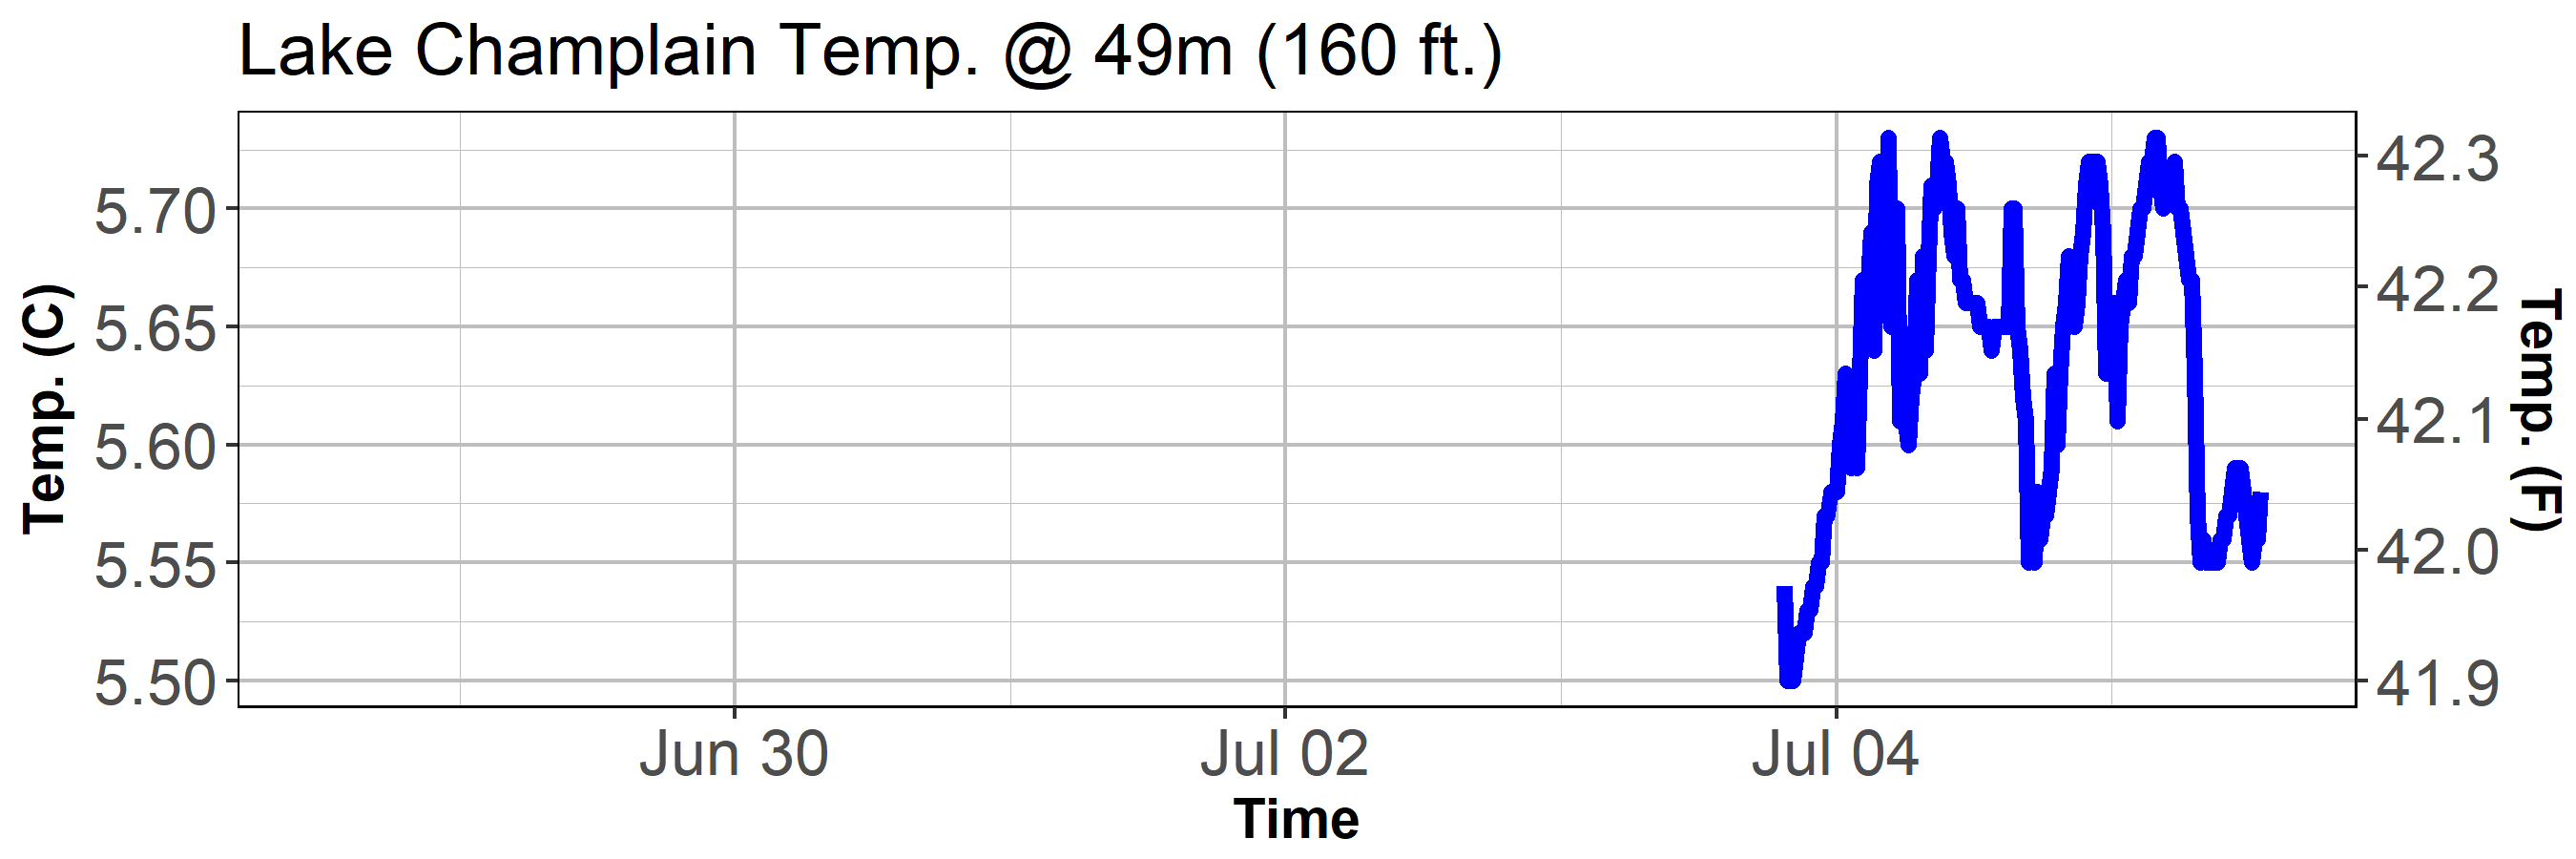 Lake Champlain Temp. @ 49m (160 ft.)
Temp. (C)
5.70
5.65
5.60
5.55
5.50
42.3
42.2
42.1
42.0
41.9
Temp. (F)
Jun 30
Jul 02
Jul 04
Time